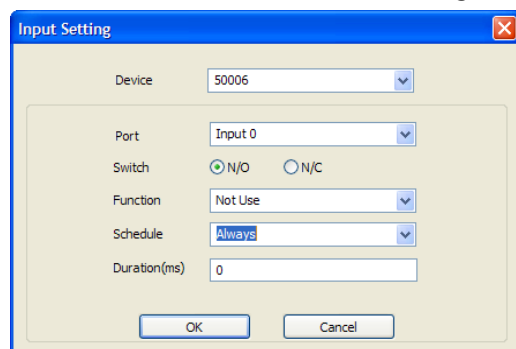 Input Setting
Device 50006
Port Input 0
Switch N/O N/C
Function Not Use
Schedule Always
Duration(ms) 0
OK Cancel